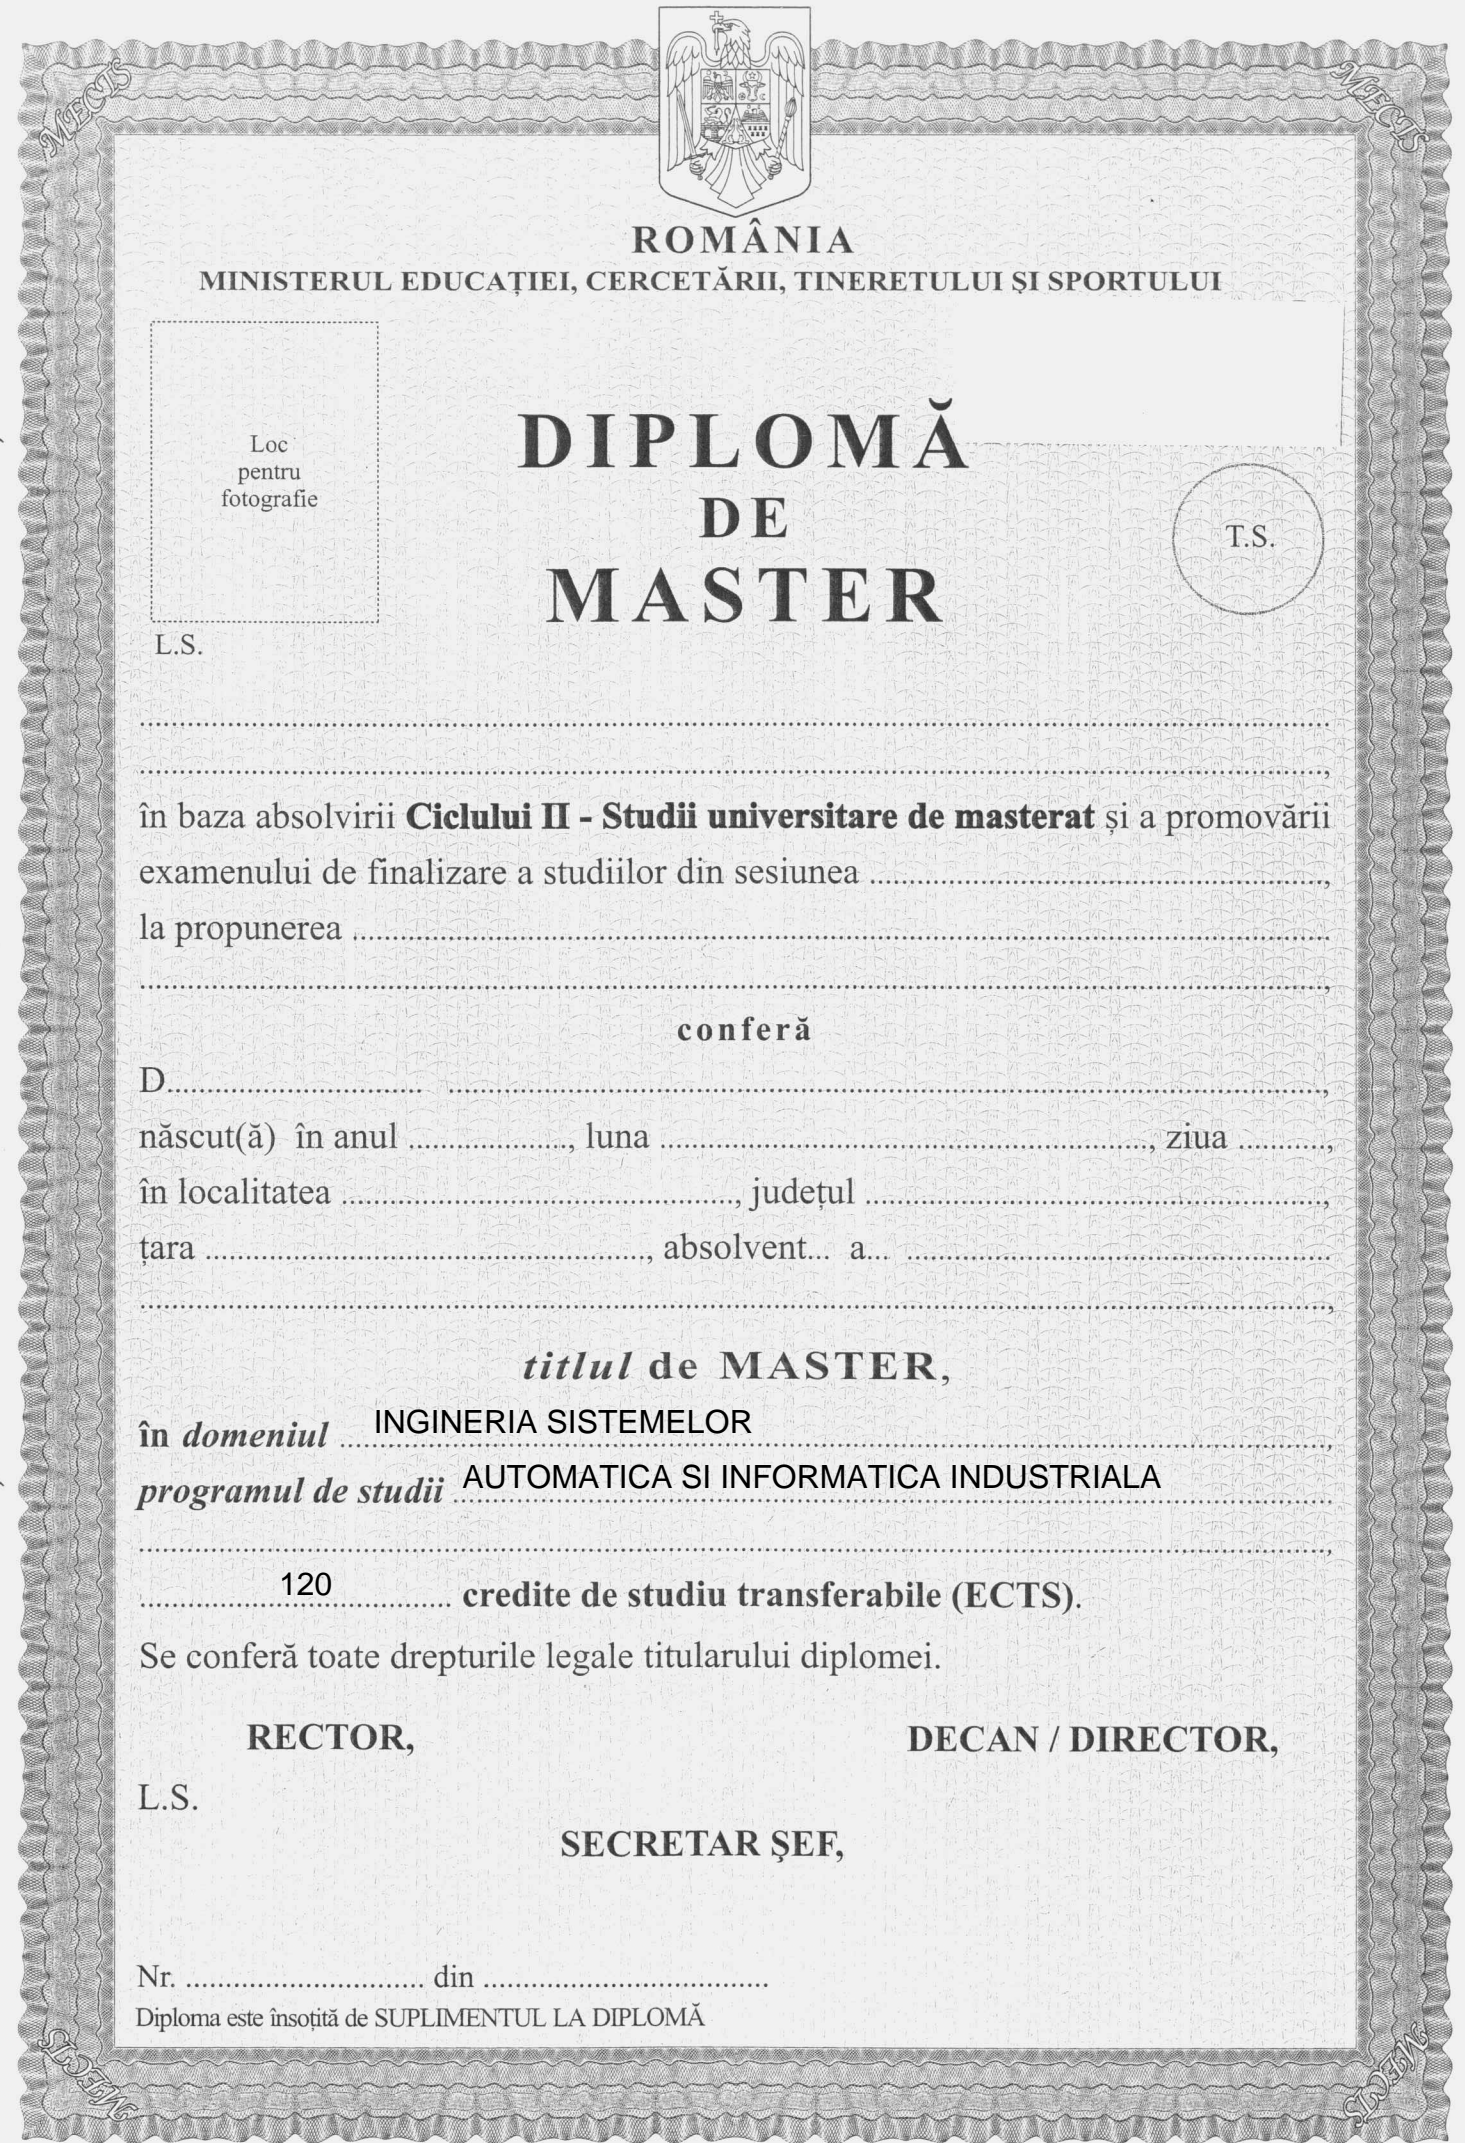 MECTS
MECTS
ROMÂNIA
MINISTERUL EDUCAȚIEI, CERCETĂRII, TINERETULUI ȘI SPORTULUI
Loc
pentru
fotografie
DIPLOMĂ
DE
MASTER
T.S.
L.S.
în baza absolvirii Ciclului II - Studii universitare de masterat și a promovării
examenului de finalizare a studiilor din sesiunea ..........,
la propunerea ..........
conferă
D.......... ..........,
născut(ă) în anul .........., luna .........., ziua ..........,
în localitatea .........., județul ..........,
țara .........., absolvent... a... ..........
titlul de MASTER,
în domeniul INGINERIA SISTEMELOR
programul de studii AUTOMATICA SI INFORMATICA INDUSTRIALA
120 credite de studiu transferabile (ECTS).
Se conferă toate drepturile legale titularului diplomei.
RECTOR, DECAN / DIRECTOR,
L.S.
SECRETAR ŞEF,
Nr. .......... din ..........
Diploma este însoțită de SUPLIMENTUL LA DIPLOMĂ
MECTS
MECTS